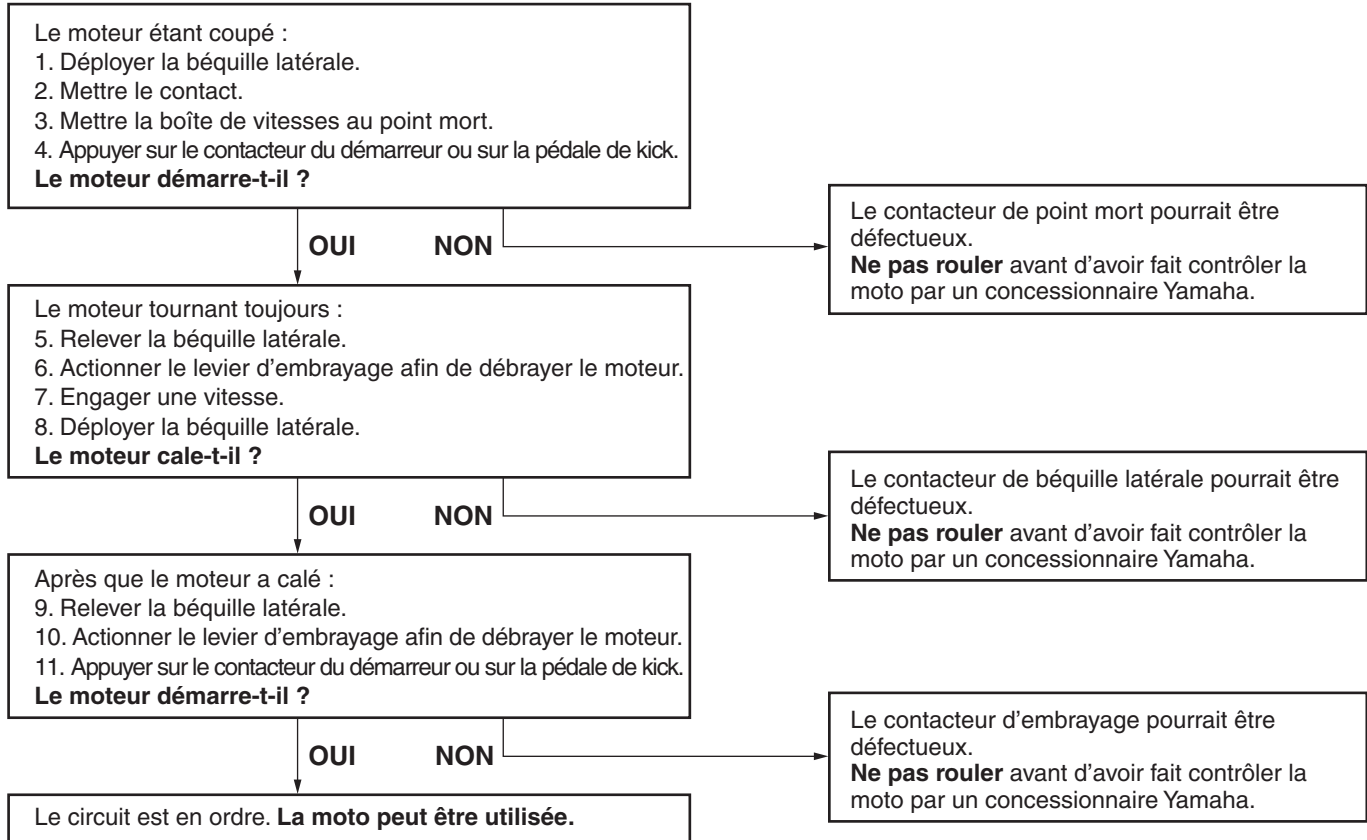 Le moteur étant coupé :
1. Déployer la béquille latérale.
2. Mettre le contact.
3. Mettre la boîte de vitesses au point mort.
4. Appuyer sur le contacteur du démarreur ou sur la pédale de kick.
Le moteur démarre-t-il ?
OUI NON
Le contacteur de point mort pourrait être
défectueux.
Ne pas rouler avant d'avoir fait contrôler la
moto par un concessionnaire Yamaha.
Le moteur tournant toujours :
5. Relever la béquille latérale.
6. Actionner le levier d'embrayage afin de débrayer le moteur.
7. Engager une vitesse.
8. Déployer la béquille latérale.
Le moteur cale-t-il ?
OUI NON
Le contacteur de béquille latérale pourrait être
défectueux.
Ne pas rouler avant d'avoir fait contrôler la
moto par un concessionnaire Yamaha.
Après que le moteur a calé :
9. Relever la béquille latérale.
10. Actionner le levier d'embrayage afin de débrayer le moteur.
11. Appuyer sur le contacteur du démarreur ou sur la pédale de kick.
Le moteur démarre-t-il ?
OUI NON
Le contacteur d'embrayage pourrait être
défectueux.
Ne pas rouler avant d'avoir fait contrôler la
moto par un concessionnaire Yamaha.
Le circuit est en ordre. La moto peut être utilisée.